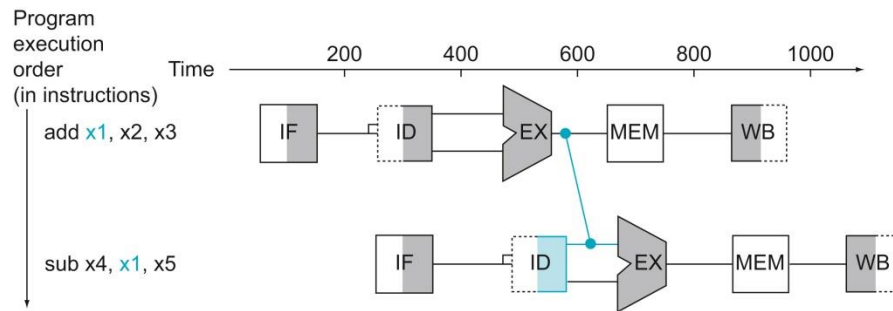 Program
execution
order
(in instructions)
Time
200 400 600 800 1000
add x1, x2, x3
IF ID EX MEM WB
sub x4, x1, x5
IF ID EX MEM WB